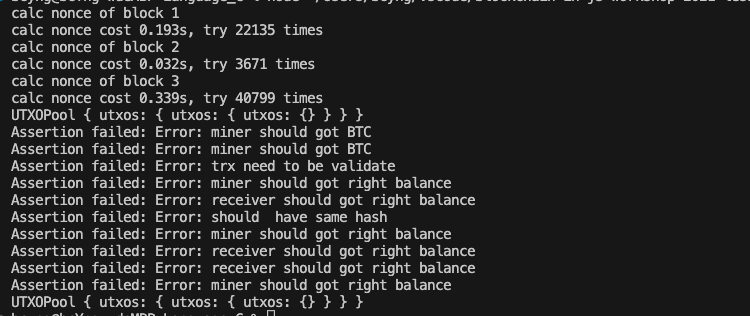 calc nonce of block 1
calc nonce cost 0.193s, try 22135 times
calc nonce of block 2
calc nonce cost 0.032s, try 3671 times
calc nonce of block 3
calc nonce cost 0.339s, try 40799 times
UTXOPool { utxos: { utxos: { utxos: {} } } }
Assertion failed: Error: miner should got BTC
Assertion failed: Error: miner should got BTC
Assertion failed: Error: trx need to be validate
Assertion failed: Error: miner should got right balance
Assertion failed: Error: receiver should got right balance
Assertion failed: Error: should  have same hash
Assertion failed: Error: miner should got right balance
Assertion failed: Error: receiver should got right balance
Assertion failed: Error: receiver should got right balance
Assertion failed: Error: miner should got right balance
UTXOPool { utxos: { utxos: { utxos: {} } } }